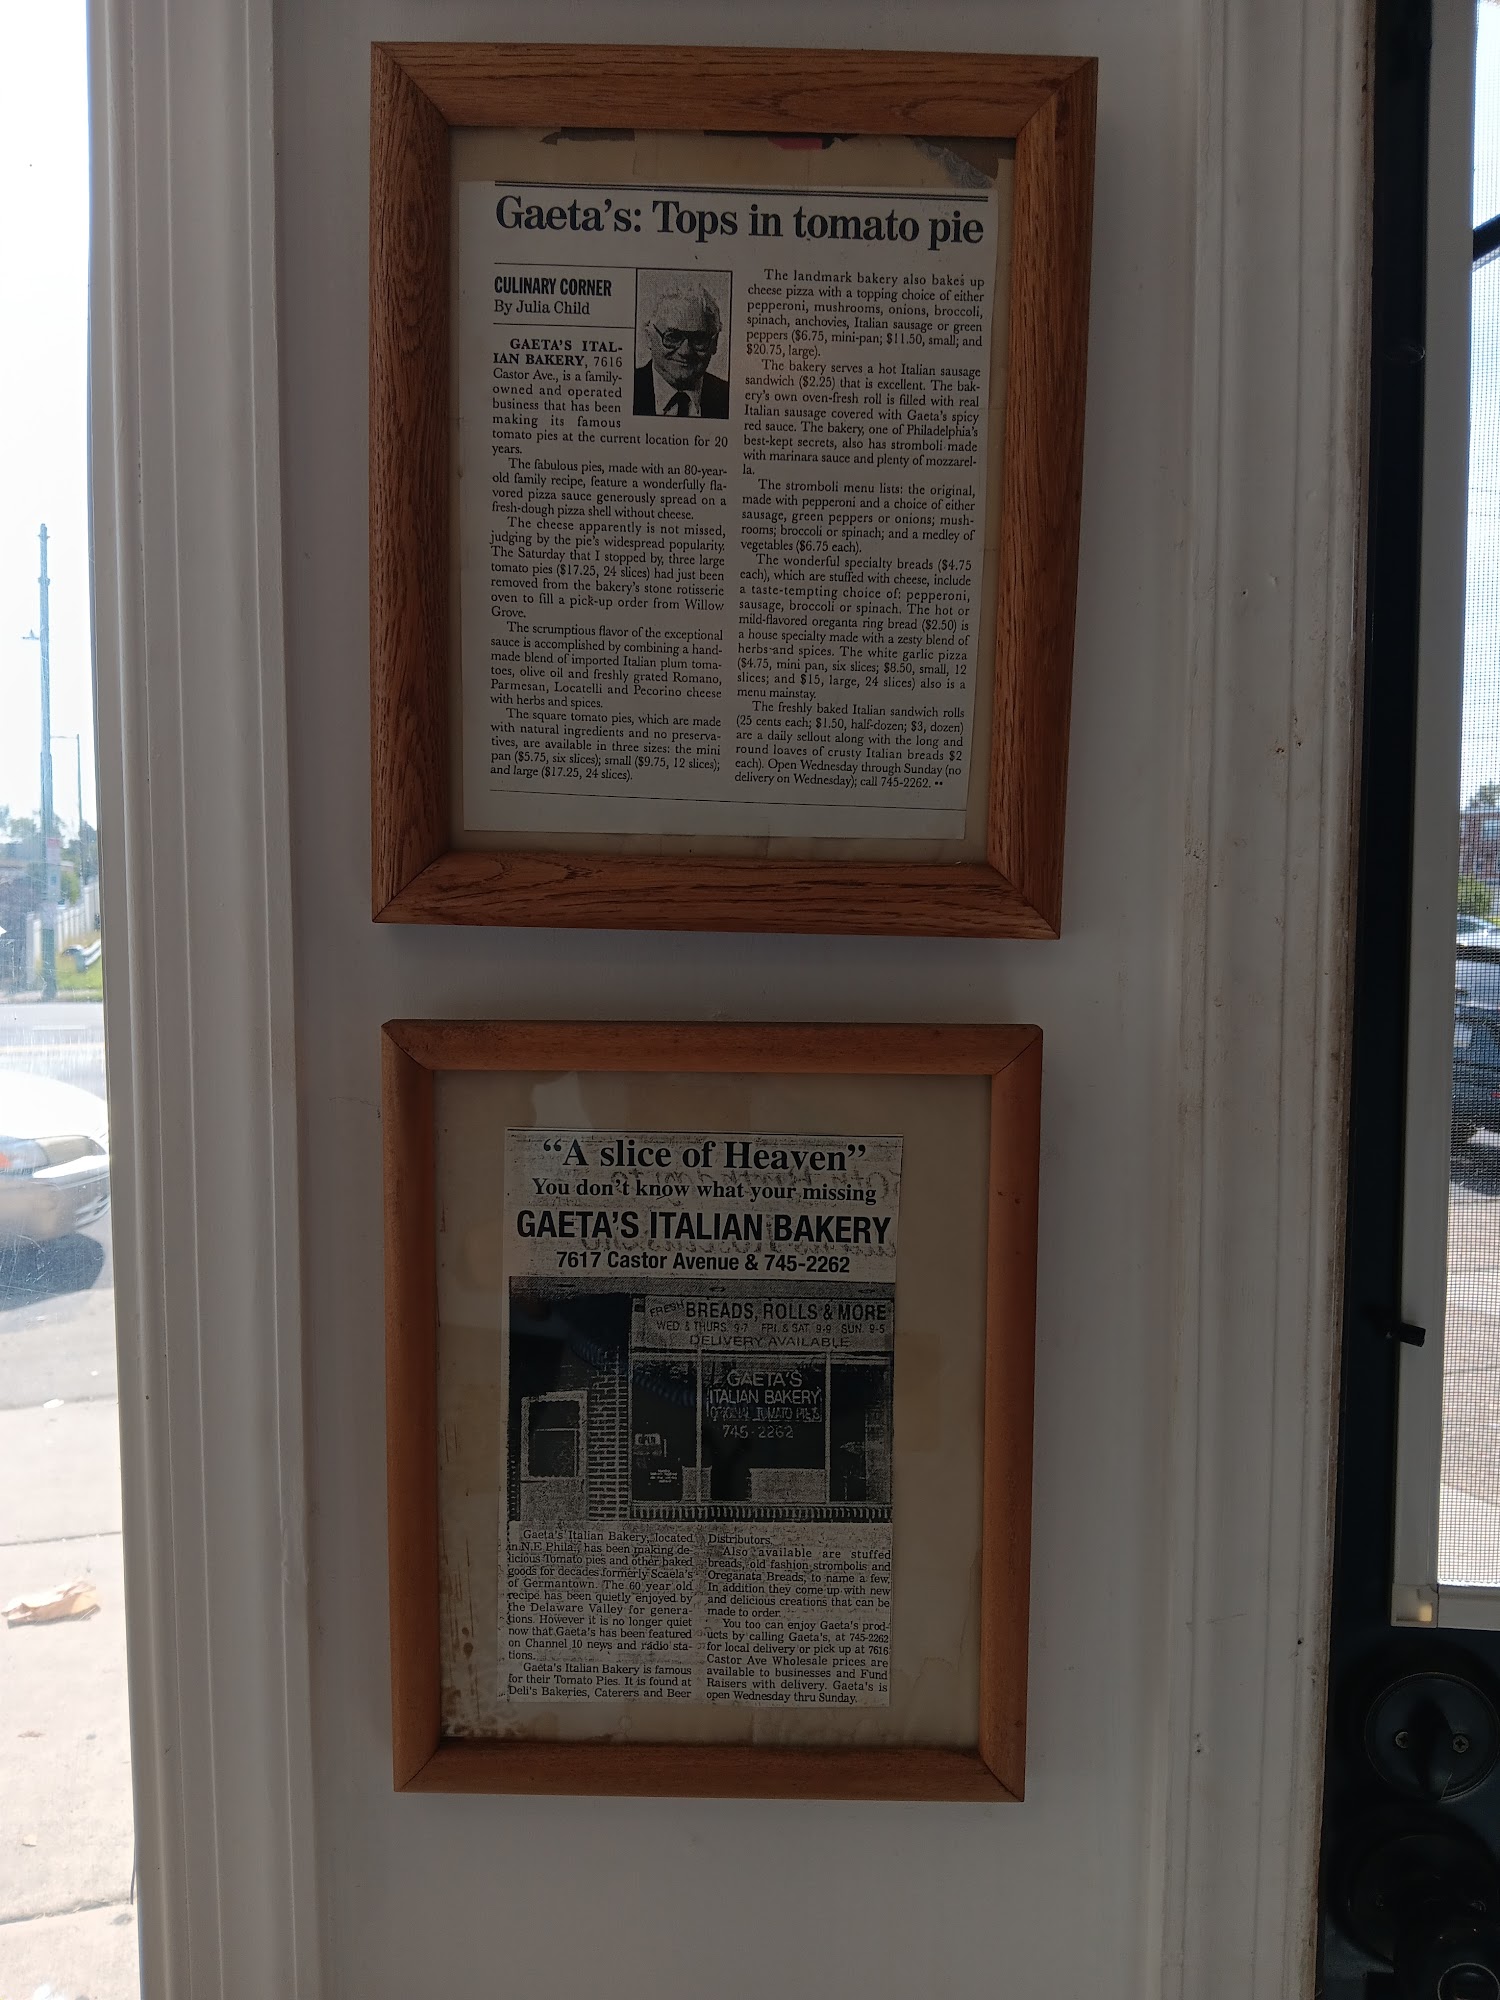 Gaeta's: Tops in tomato pie
CULINARY CORNER
By Julia Child
GAETA'S ITAL-
IAN BAKERY, 7616
Castor Ave., is a family-
owned and operated
business that has been
making its famous
tomato pies at the current location for 20
years.
The fabulous pies, made with an 80-year-
old family recipe, feature a wonderfully fla-
vored pizza sauce generously spread on a
fresh-dough pizza shell without cheese.
The cheese apparently is not missed,
judging by the pie's widespread popularity.
The Saturday that I stopped by, three large
tomato pies ($17.25, 24 slices) had just been
removed from the bakery's stone rotisserie
oven to fill a pick-up order from Willow
Grove.
The scrumptious flavor of the exceptional
sauce is accomplished by combining a hand-
made blend of imported Italian plum toma-
toes, olive oil and freshly grated Romano,
Parmesan, Locatelli and Pecorino cheese
with herbs and spices.
The square tomato pies, which are made
with natural ingredients and no preserva-
tives, are available in three sizes: the mini
pan ($5.75, six slices); small ($9.75, 12 slices);
and large ($17.25, 24 slices).
The landmark bakery also bakes up
cheese pizza with a topping choice of either
pepperoni, mushrooms, onions, broccoli,
spinach, anchovies, Italian sausage or green
peppers ($6.75, mini-pan; $11.50, small; and
$20.75, large).
The bakery serves a hot Italian sausage
sandwich ($2.25) that is excellent. The bak-
ery's own oven-fresh roll is filled with real
Italian sausage covered with Gaeta's spicy
red sauce. The bakery, one of Philadelphia's
best-kept secrets, also has stromboli made
with marinara sauce and plenty of mozzarel-
la.
The stromboli menu lists: the original,
made with pepperoni and a choice of either
sausage, green peppers or onions; mush-
rooms; broccoli or spinach; and a medley of
vegetables ($6.75 each).
The wonderful specialty breads ($4.75
each), which are stuffed with cheese, include
a taste-tempting choice of: pepperoni,
sausage, broccoli or spinach. The hot or
mild-flavored oreganta ring bread ($2.50) is
a house specialty made with a zesty blend of
herbs and spices. The white garlic pizza
($4.75, mini pan, six slices; $8.50, small, 12
slices; and $15, large, 24 slices) also is a
menu mainstay.
The freshly baked Italian sandwich rolls
(25 cents each; $1.50, half-dozen; $3, dozen)
are a daily sellout along with the long and
round loaves of crusty Italian breads $2
each). Open Wednesday through Sunday (no
delivery on Wednesday); call 745-2262. ••
"A slice of Heaven"
You don't know what your missing
GAETA'S ITALIAN BAKERY
7617 Castor Avenue & 745-2262
FRESH BREADS, ROLLS & MORE
WED. & THURS. 9-7 FRI. & SAT. 9-9 SUN. 9-5
DELIVERY AVAILABLE
GAETA'S
ITALIAN BAKERY
TOMATO PIES
745-2262
OPEN
Gaeta's Italian Bakery, located
in N.E Phila., has been making de-
licious Tomato pies and other baked
goods for decades formerly Scaela's
of Germantown. The 60 year old
recipe has been quietly enjoyed by
the Delaware Valley for genera-
tions. However it is no longer quiet
now that Gaeta's has been featured
on Channel 10 news and radio sta-
tions.
Gaeta's Italian Bakery is famous
for their Tomato Pies. It is found at
Deli's Bakeries, Caterers and Beer
Distributors.
Also available are stuffed
breads, old fashion strombolis and
Oreganata Breads, to name a few.
In addition they come up with new
and delicious creations that can be
made to order.
You too can enjoy Gaeta's prod-
ucts by calling Gaeta's, at 745-2262
for local delivery or pick up at 7616
Castor Ave Wholesale prices are
available to businesses and Fund
Raisers with delivery. Gaeta's is
open Wednesday thru Sunday.